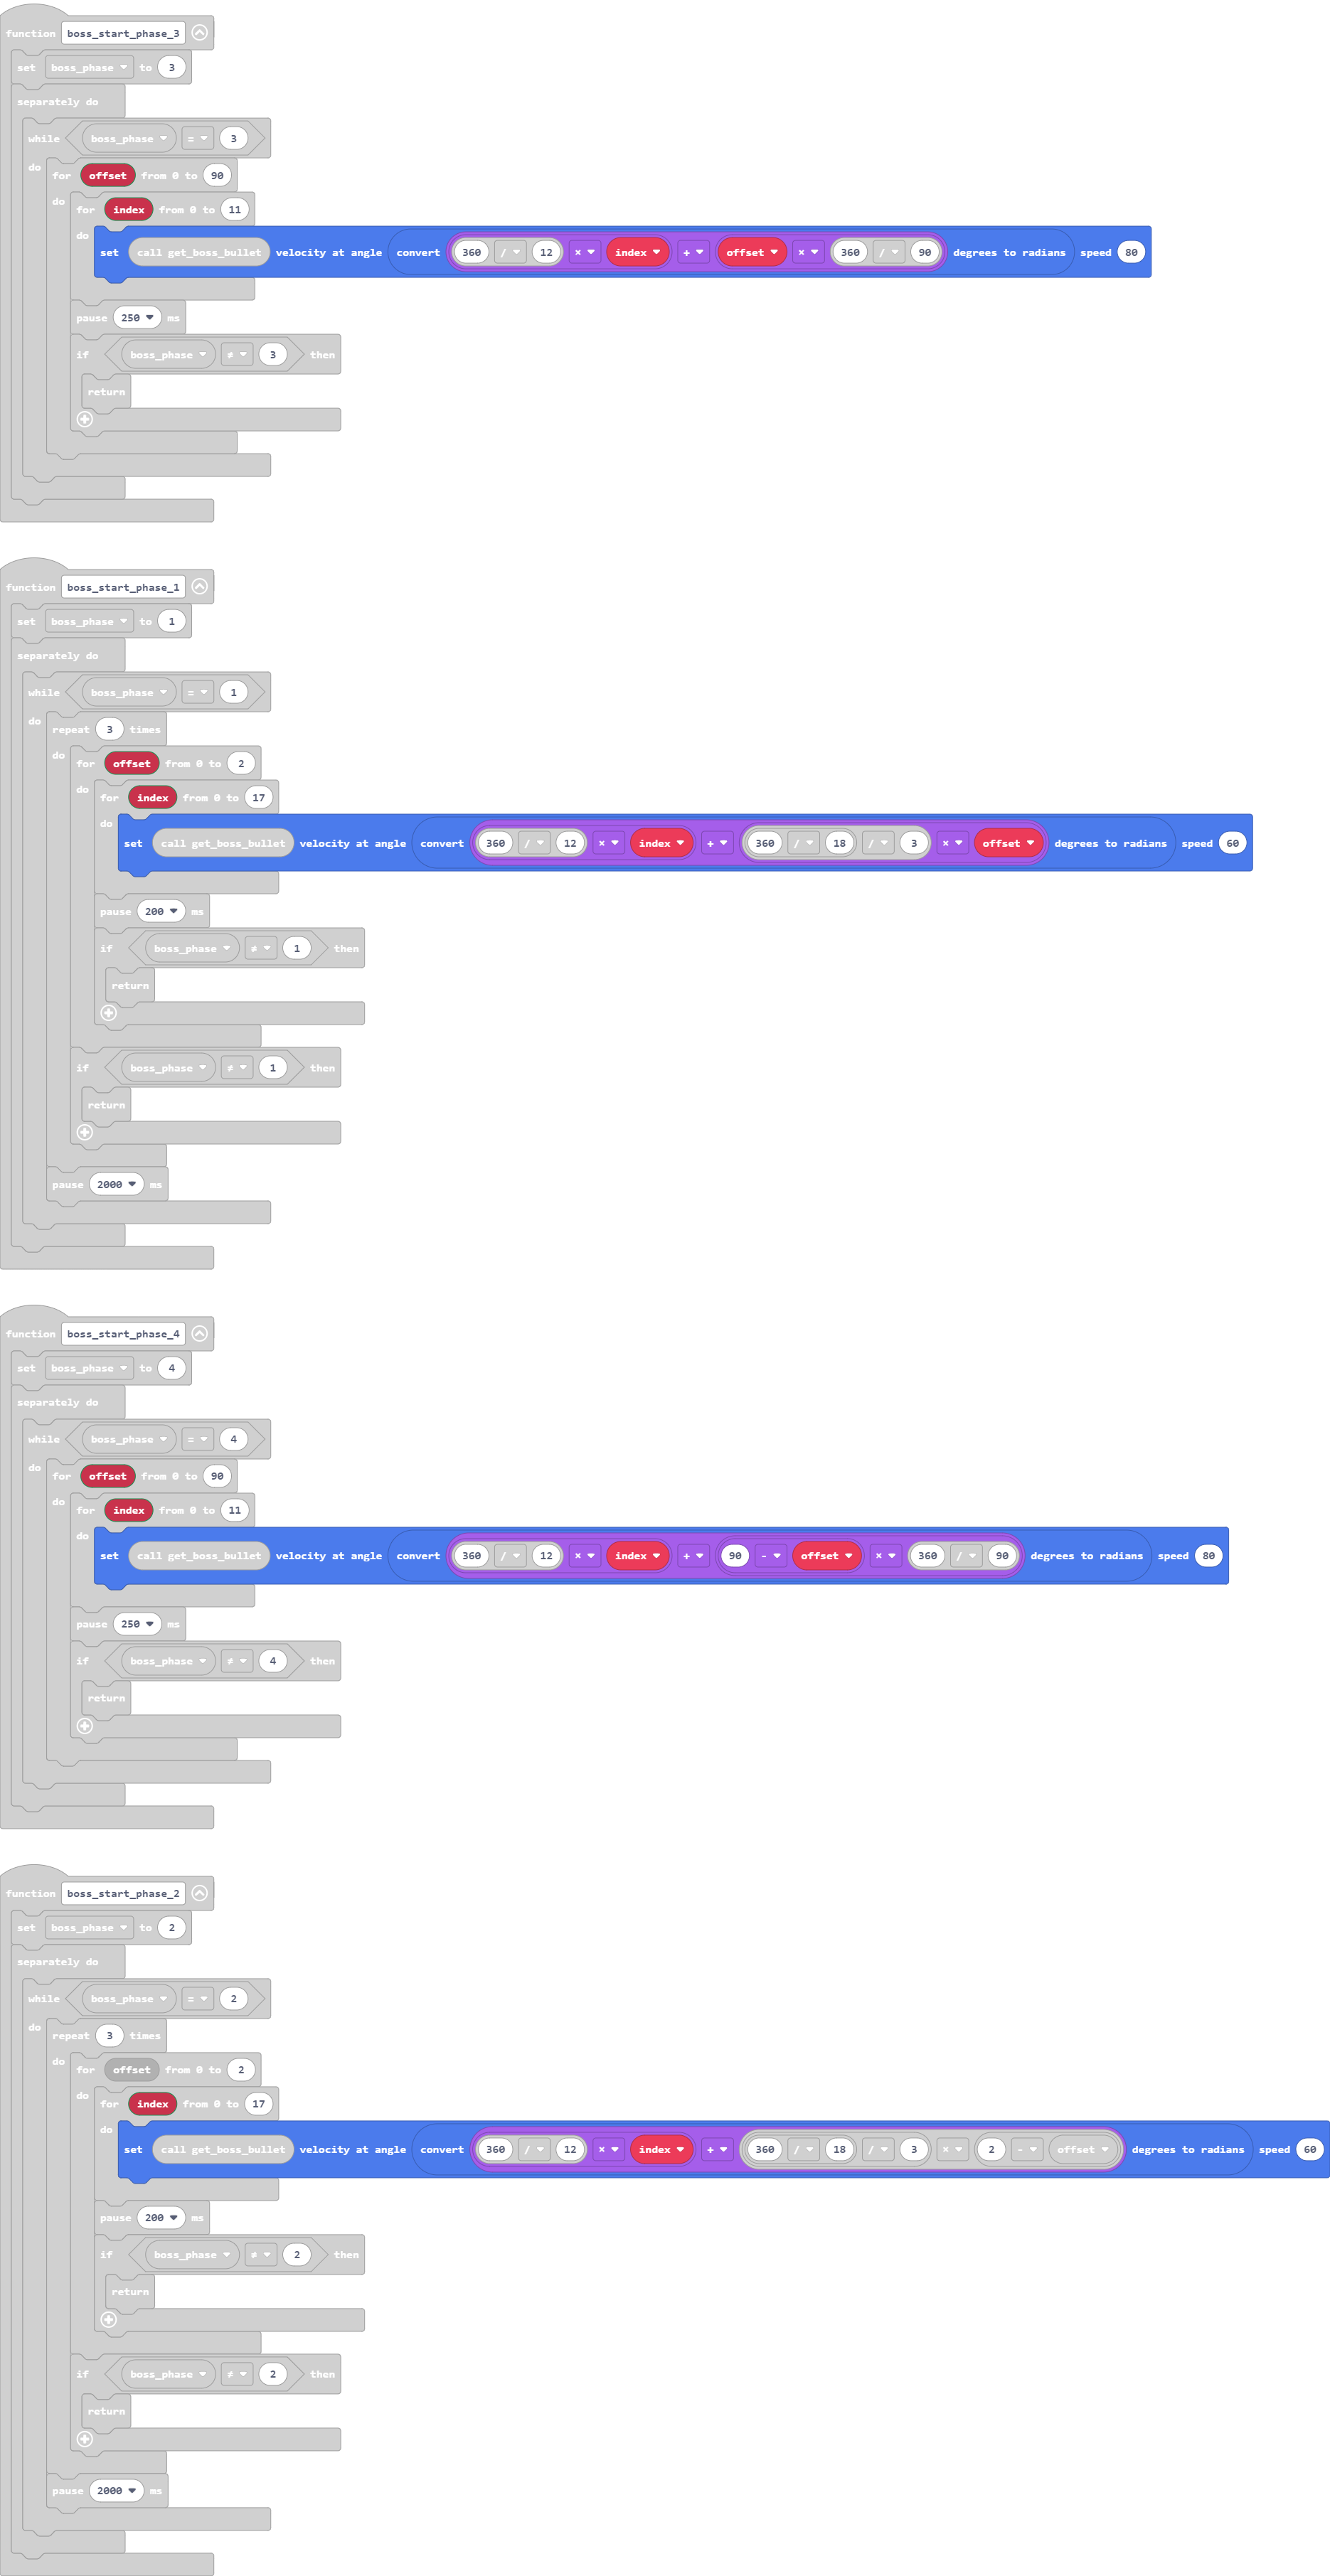 function boss_start_phase_3
set boss_phase to 3
separately do
while boss_phase = 3
do for offset from 0 to 90
do for index from 0 to 11
do set call get_boss_bullet velocity at angle convert 360 / 12 × index + offset × 360 / 90 degrees to radians speed 80
pause 250 ms
if boss_phase ≠ 3 then
return
function boss_start_phase_1
set boss_phase to 1
separately do
while boss_phase = 1
do repeat 3 times
do for offset from 0 to 2
do for index from 0 to 17
do set call get_boss_bullet velocity at angle convert 360 / 12 × index + 360 / 18 / 3 × offset degrees to radians speed 60
pause 200 ms
if boss_phase ≠ 1 then
return
if boss_phase ≠ 1 then
return
pause 2000 ms
function boss_start_phase_4
set boss_phase to 4
separately do
while boss_phase = 4
do for offset from 0 to 90
do for index from 0 to 11
do set call get_boss_bullet velocity at angle convert 360 / 12 × index + 90 - offset × 360 / 90 degrees to radians speed 80
pause 250 ms
if boss_phase ≠ 4 then
return
function boss_start_phase_2
set boss_phase to 2
separately do
while boss_phase = 2
do repeat 3 times
do for offset from 0 to 2
do for index from 0 to 17
do set call get_boss_bullet velocity at angle convert 360 / 12 × index + 360 / 18 / 3 × 2 - offset degrees to radians speed 60
pause 200 ms
if boss_phase ≠ 2 then
return
if boss_phase ≠ 2 then
return
pause 2000 ms